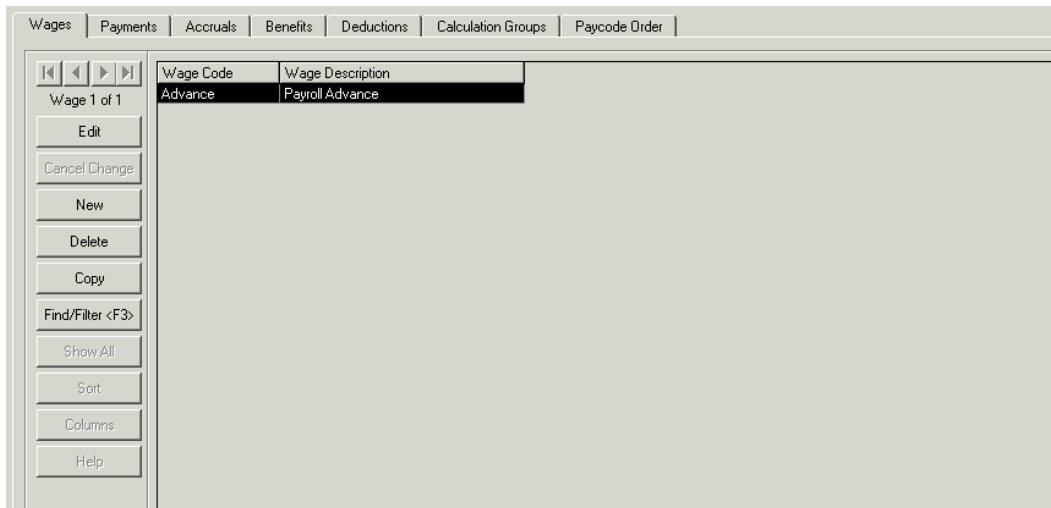 Wages Payments Accruals Benefits Deductions Calculation Groups Paycode Order
Wage Code Wage Description
Wage 1 of 1
Advance Payroll Advance
Edit
Cancel Change
New
Delete
Copy
Find/Filter <F3>
Show All
Sort
Columns
Help